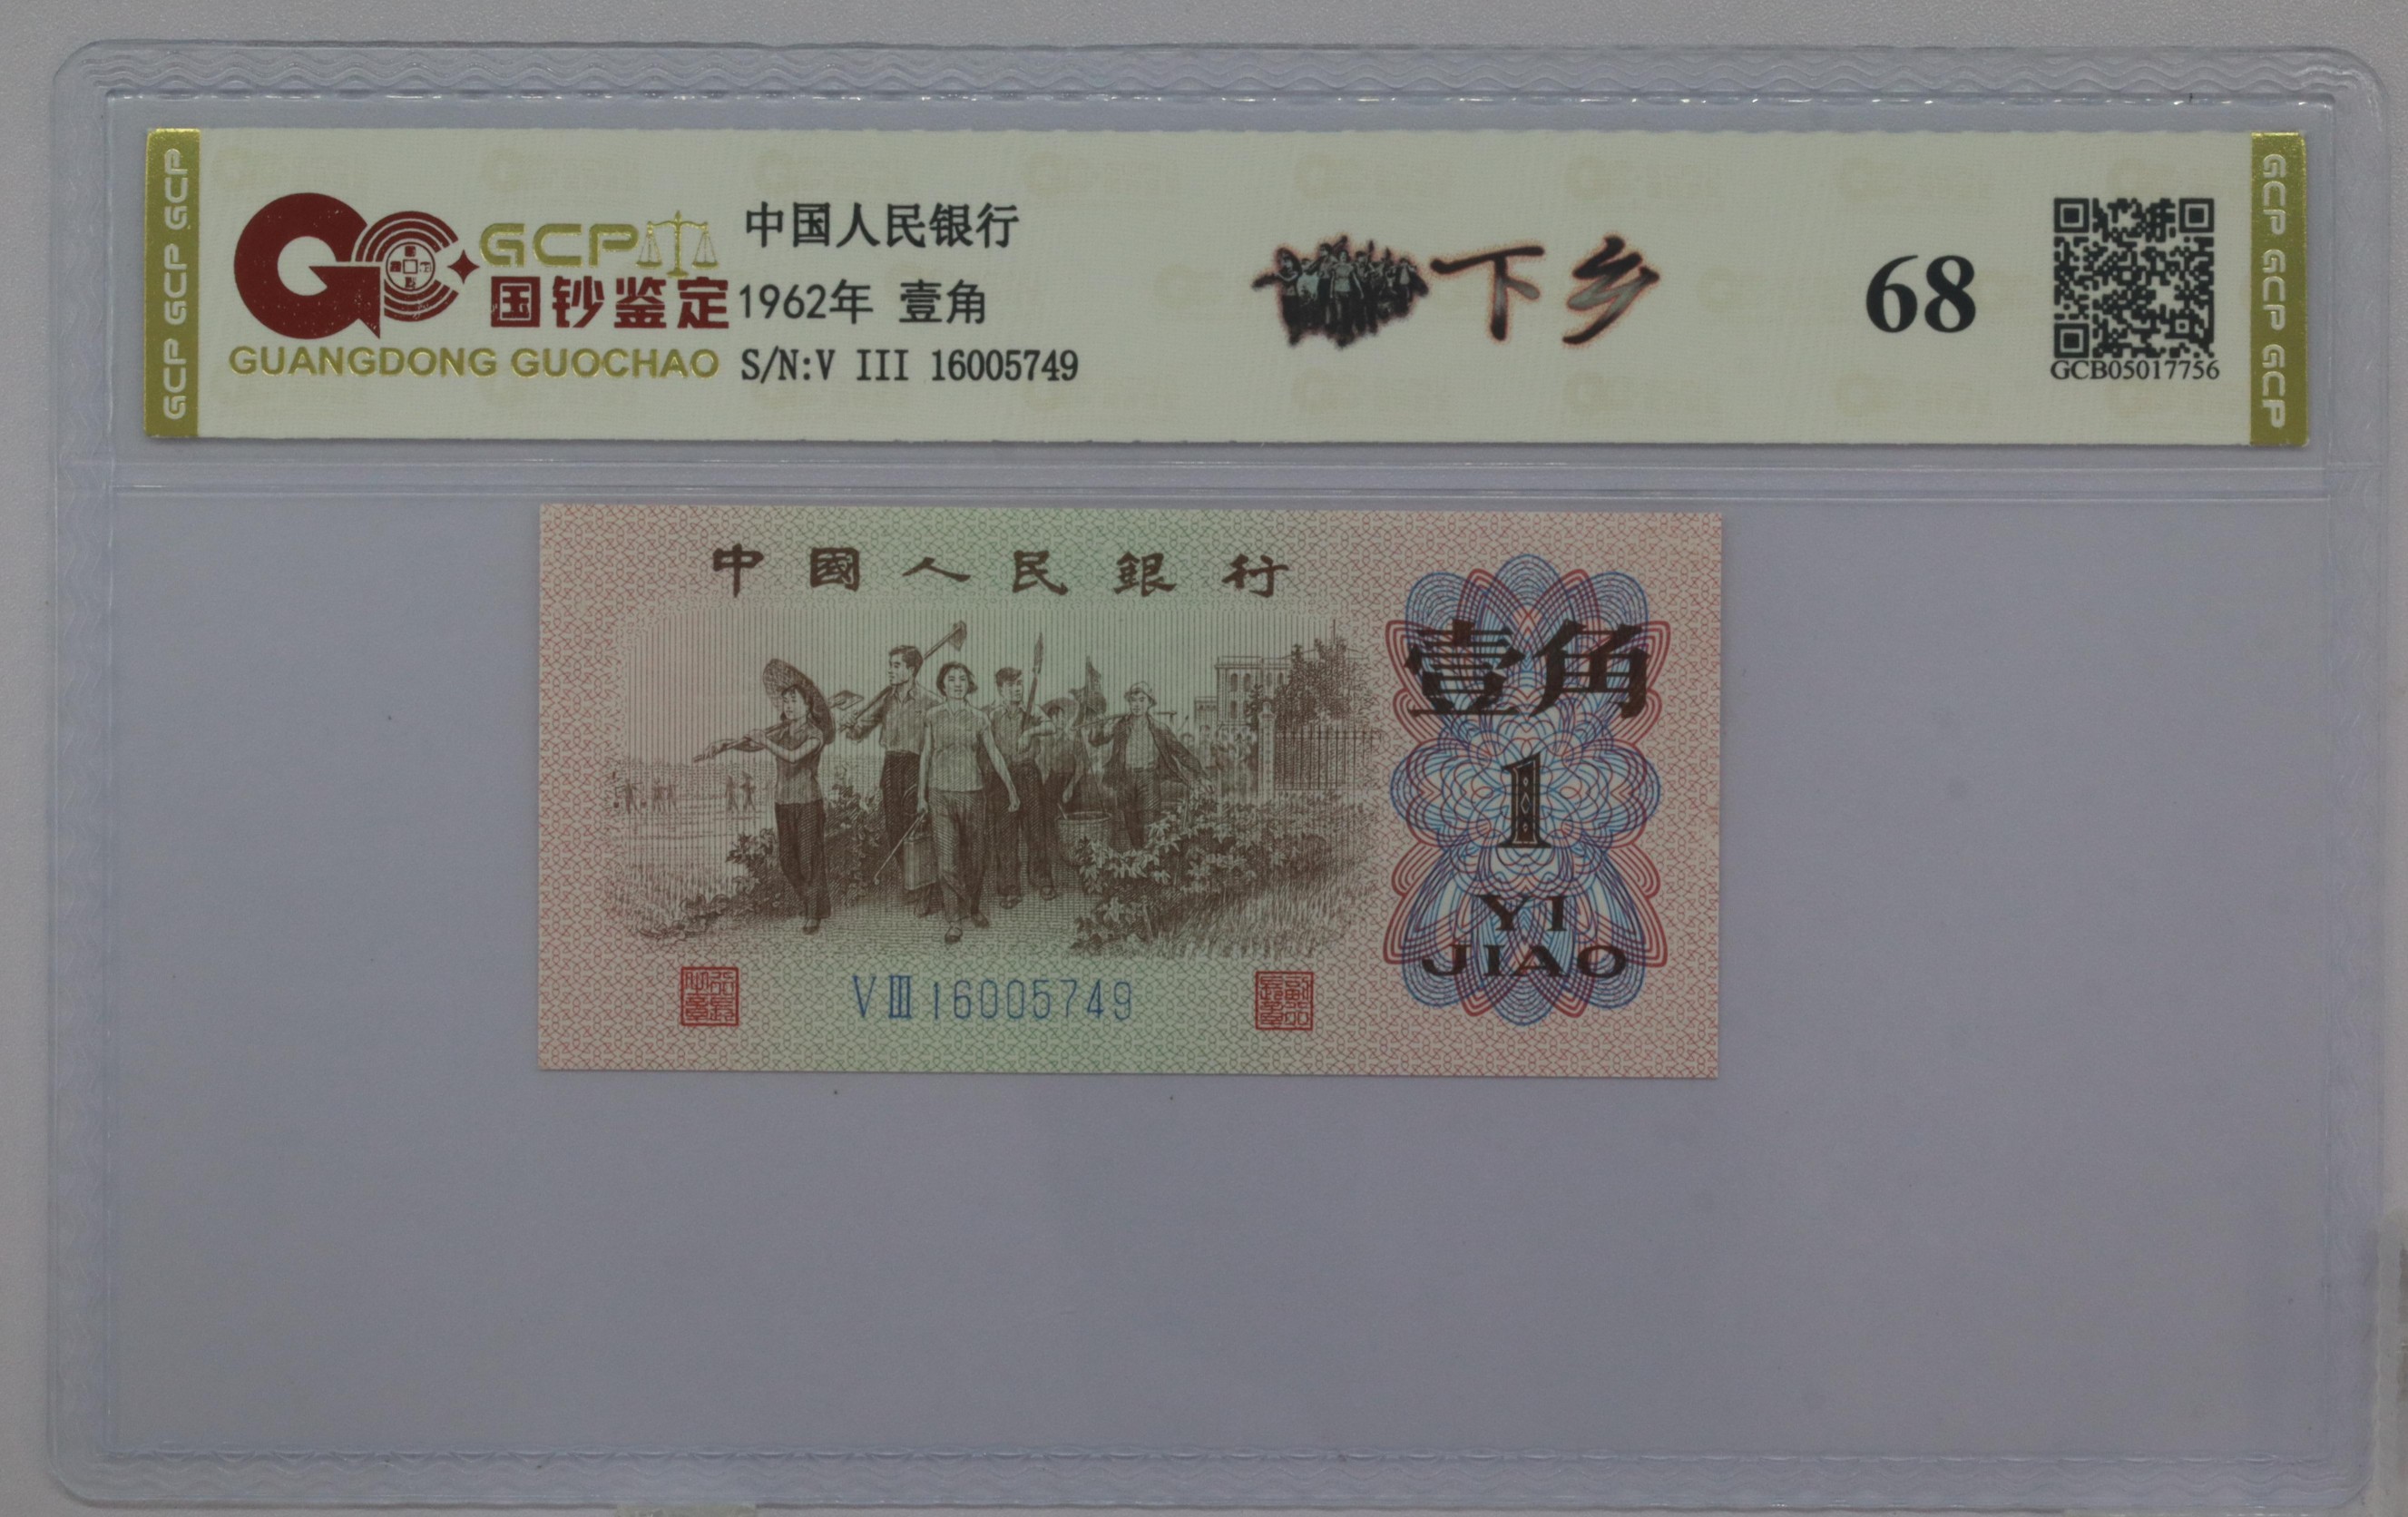 GCP GCP GCP
GCP
国钞鉴定
GUANGDONG GUOCHAO
中国人民银行
1962年 壹角
S/N:V III 16005749
下乡
68
GCB05017756
GCP GCP GCP
中國人民銀行
壹角
1
YI
JIAO
V III 16005749